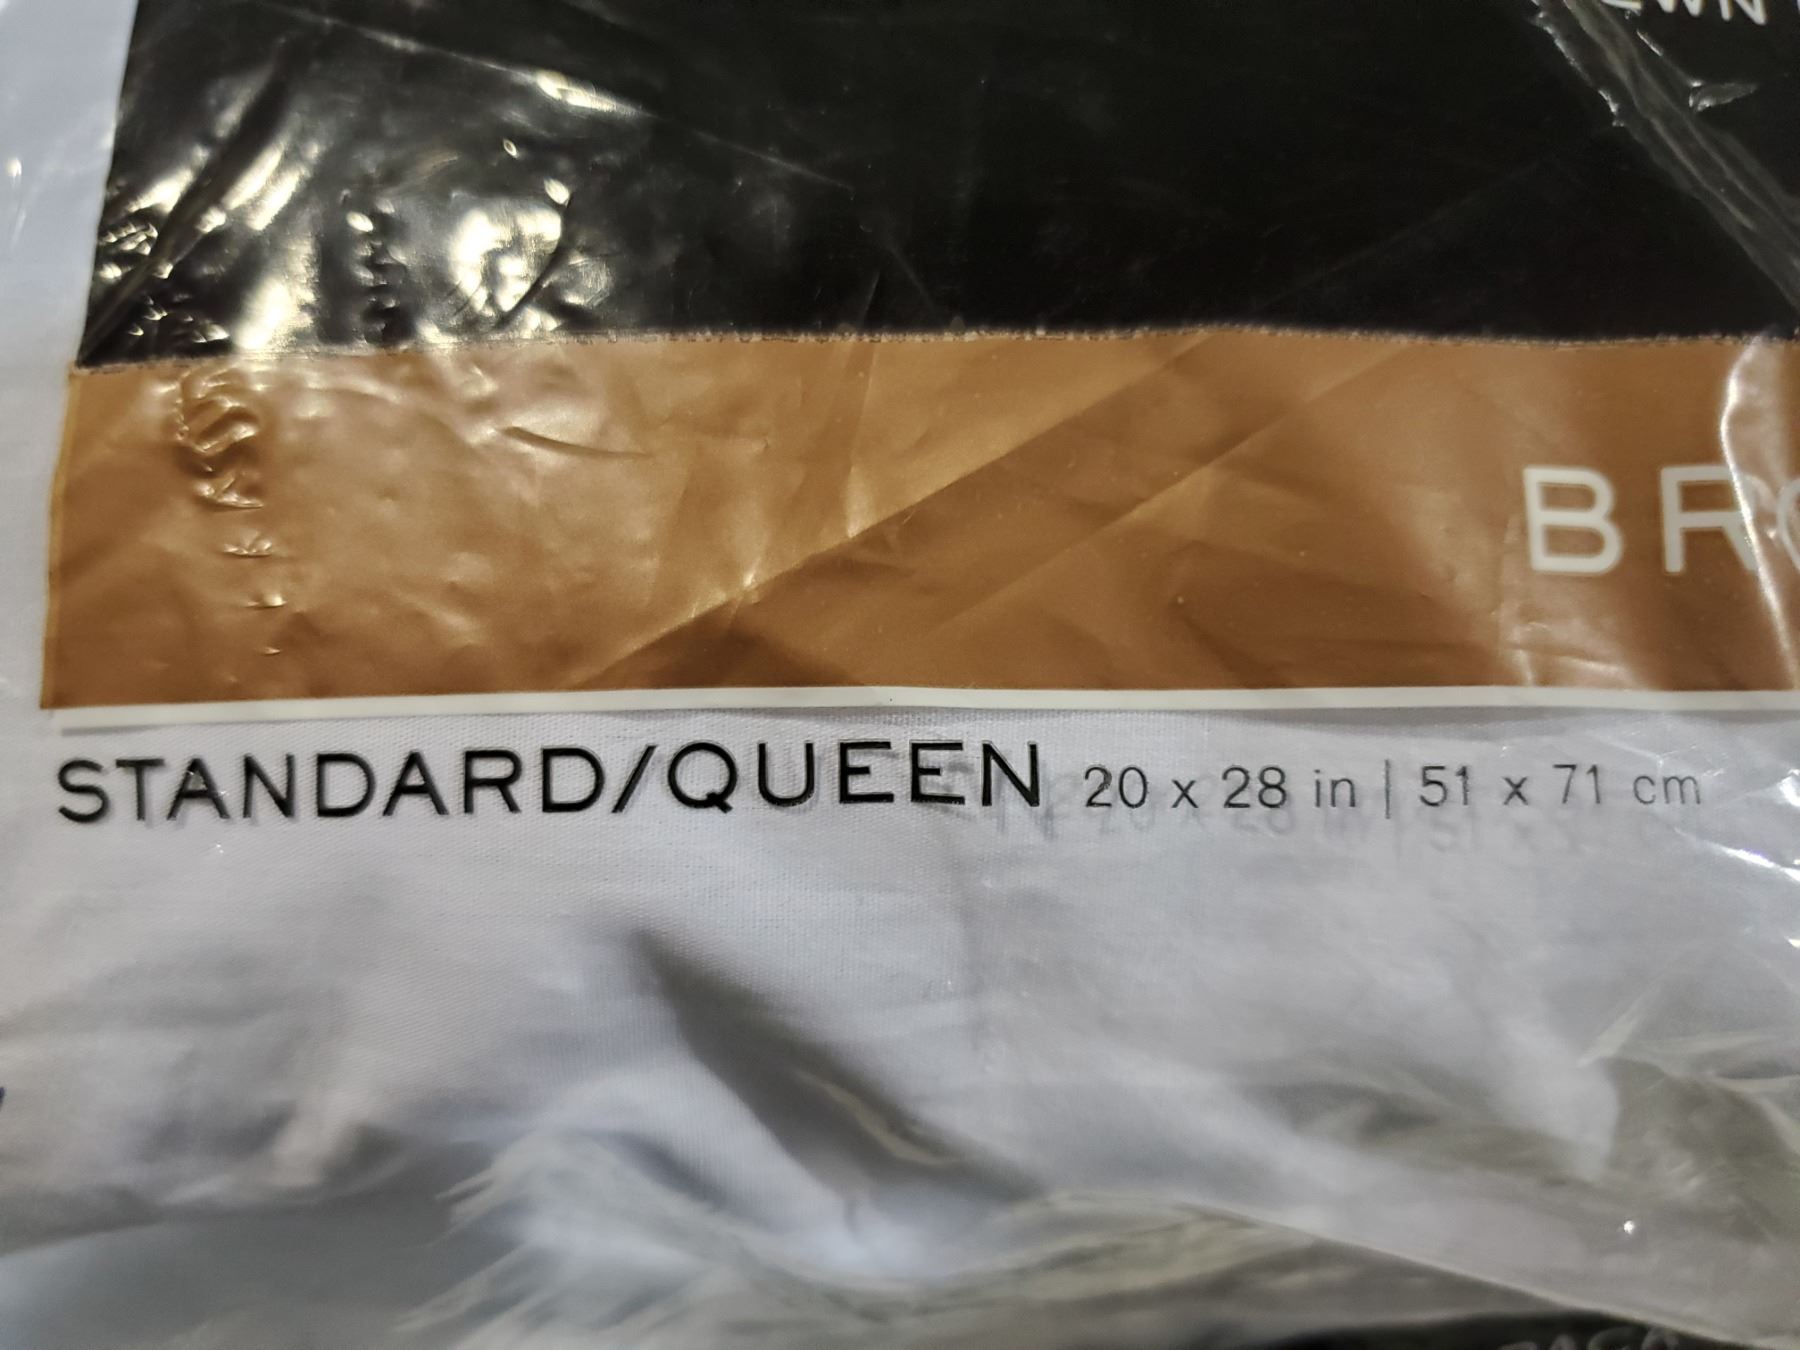 STANDARD/QUEEN 20 x 28 in | 51 x 71 cm